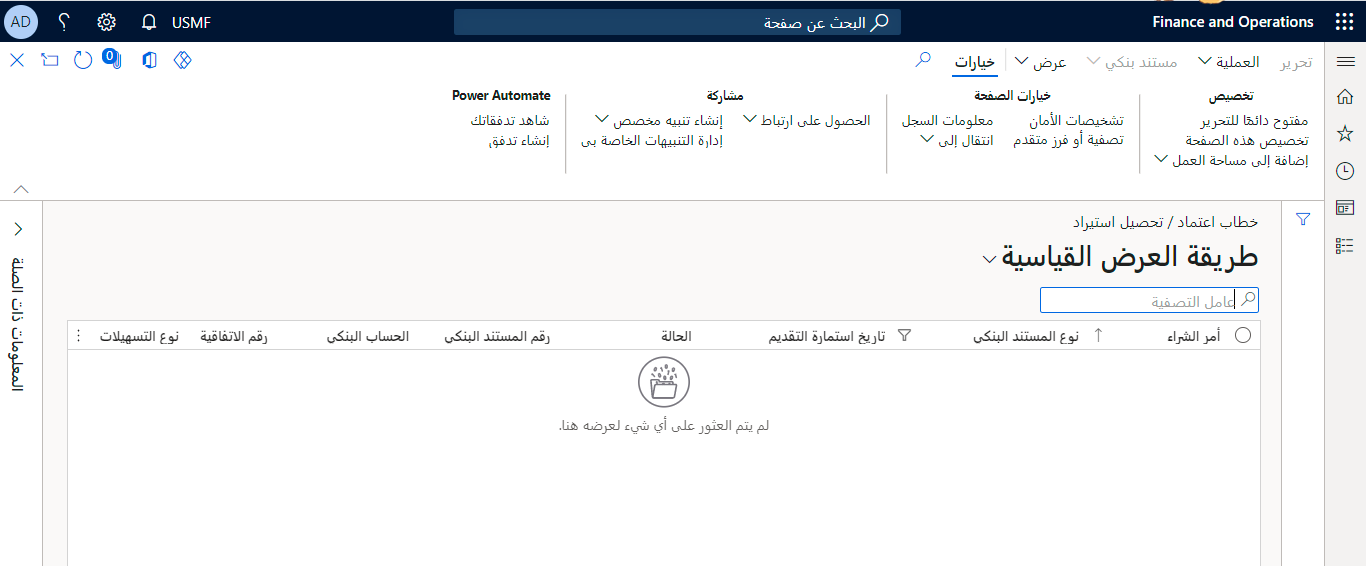 Finance and Operations
البحث عن صفحة
USMF
AD
تحرير
العملية
مستند بنكي
عرض
خيارات
0
تخصيص
مفتوح دائمًا للتحرير
تخصيص هذه الصفحة
إضافة إلى مساحة العمل
خيارات الصفحة
تشخيصات الأمان
تصفية أو فرز متقدم
معلومات السجل
انتقال إلى
مشاركة
الحصول على ارتباط
إنشاء تنبيه مخصص
إدارة التنبيهات الخاصة بي
Power Automate
شاهد تدفقاتك
إنشاء تدفق
خطاب اعتماد / تحصيل استيراد
طريقة العرض القياسية
عامل التصفية
أمر الشراء
نوع المستند البنكي
تاريخ استمارة التقديم
الحالة
رقم المستند البنكي
الحساب البنكي
رقم الاتفاقية
نوع التسهيلات
لم يتم العثور على أي شيء لعرضه هنا.
المعلومات ذات الصلة